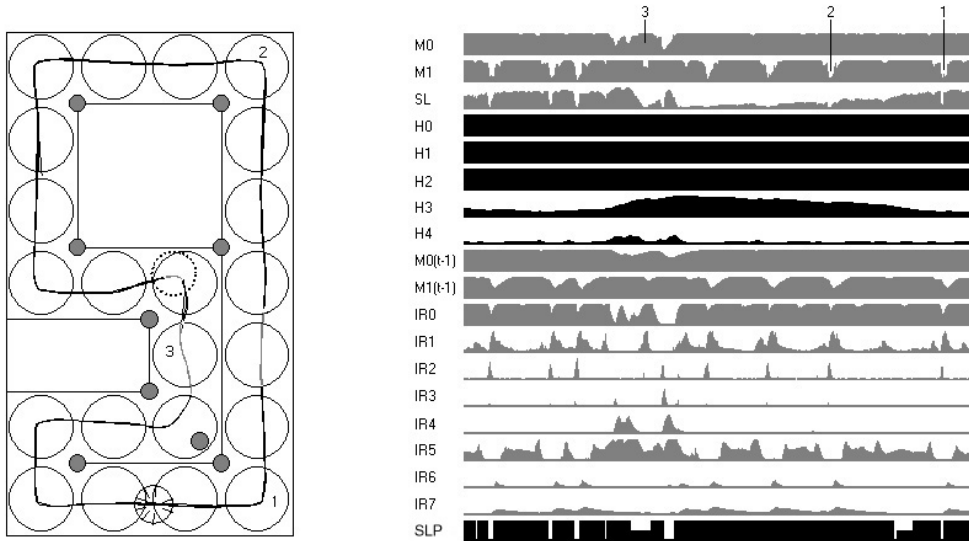 2
3
1
3 2 1
M0
M1
SL
H0
H1
H2
H3
H4
M0(t-1)
M1(t-1)
IR0
IR1
IR2
IR3
IR4
IR5
IR6
IR7
SLP